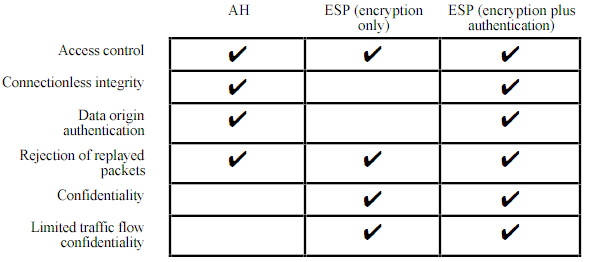 AH ESP (encryption only) ESP (encryption plus authentication)
Access control ✔ ✔ ✔
Connectionless integrity ✔ ✔
Data origin authentication ✔ ✔
Rejection of replayed packets ✔ ✔ ✔
Confidentiality ✔ ✔
Limited traffic flow confidentiality ✔ ✔